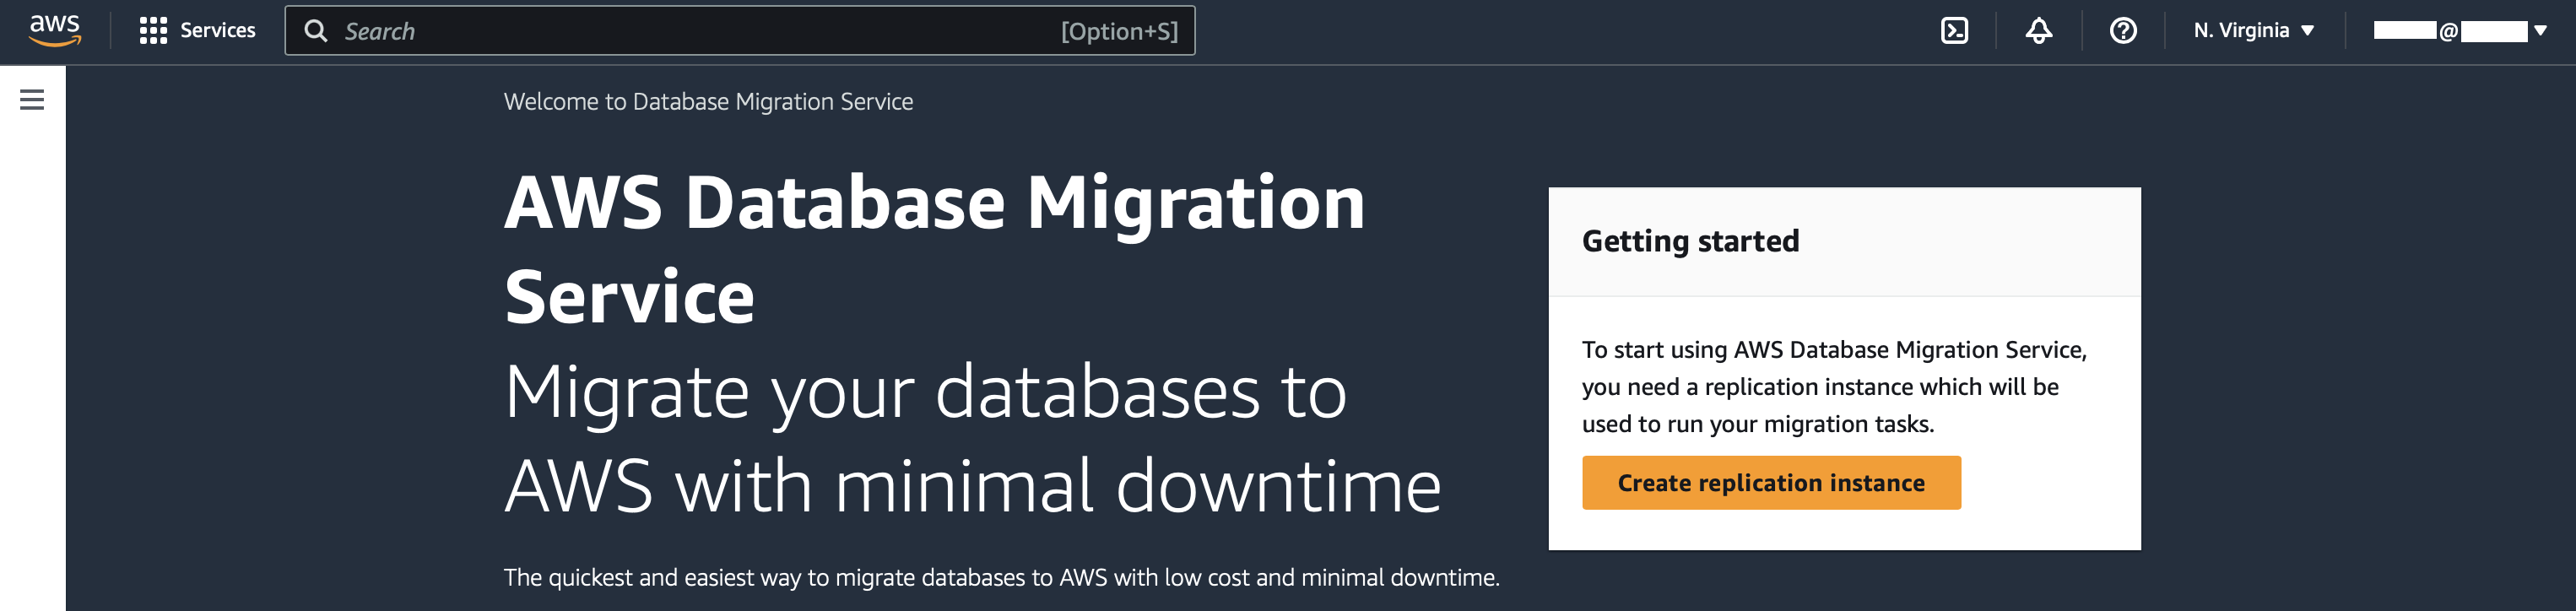 aws
Services
Search
[Option+S]
N. Virginia
@
Welcome to Database Migration Service
AWS Database Migration
Service
Migrate your databases to
AWS with minimal downtime
The quickest and easiest way to migrate databases to AWS with low cost and minimal downtime.
Getting started
To start using AWS Database Migration Service,
you need a replication instance which will be
used to run your migration tasks.
Create replication instance